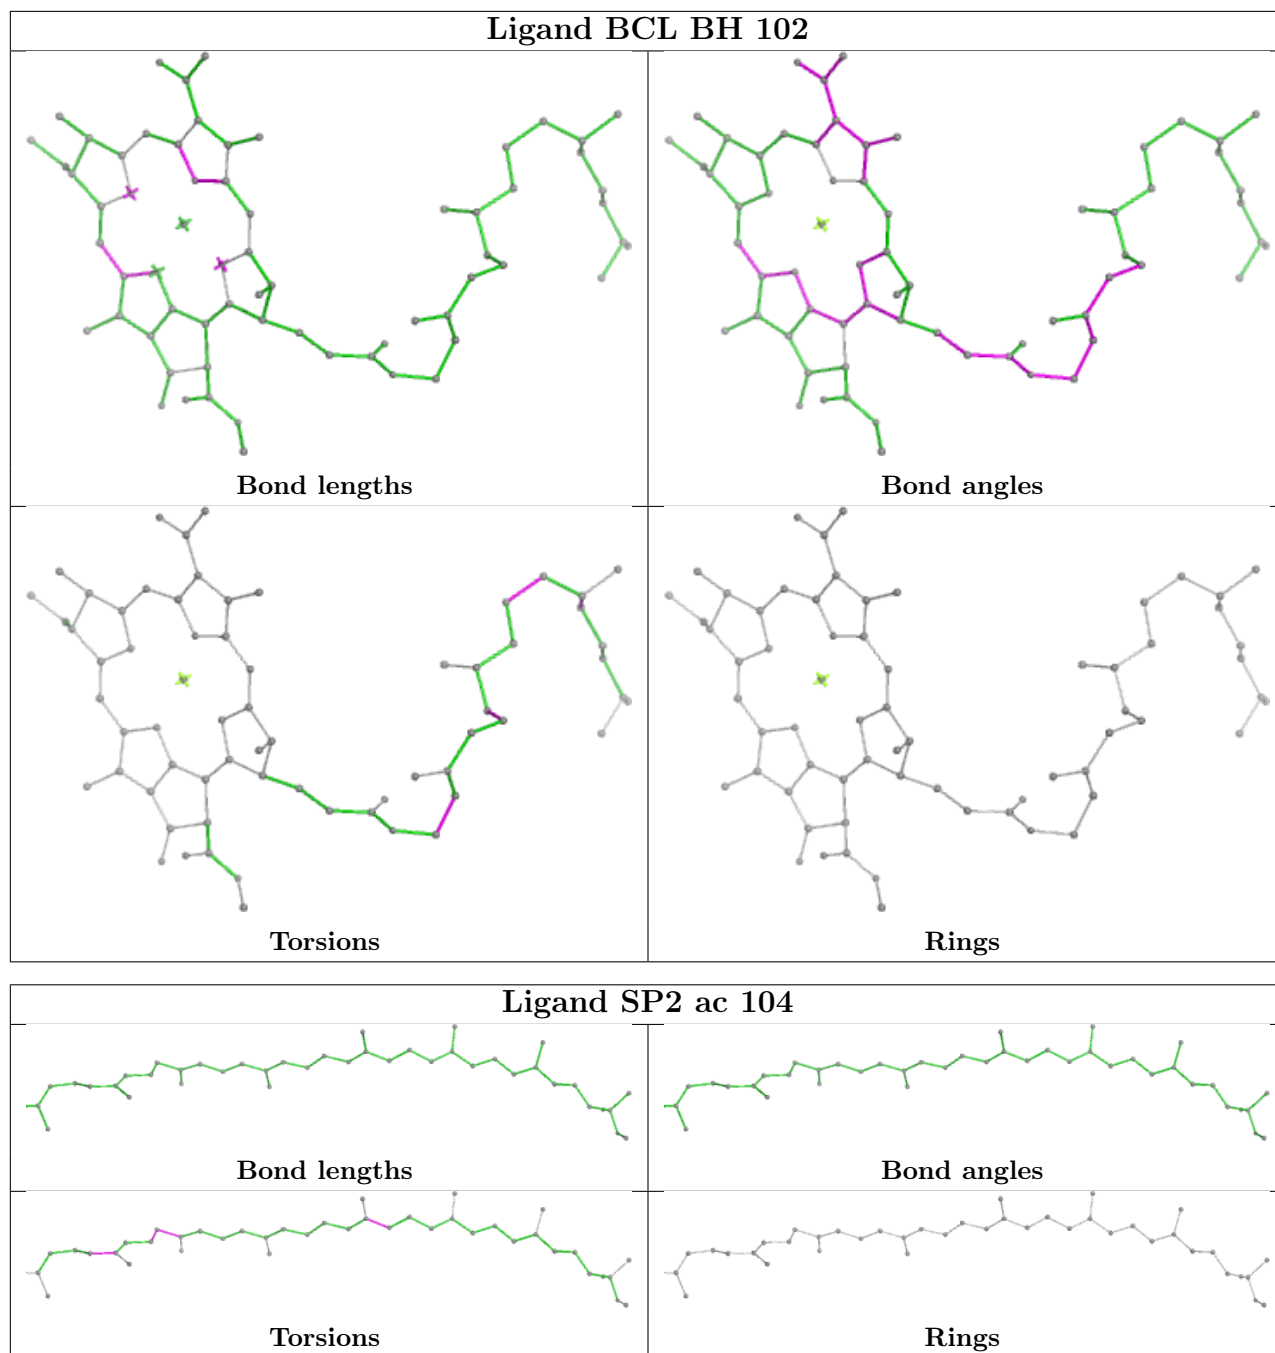 Ligand BCL BH 102
Bond lengths
Bond angles
Torsions
Rings
Ligand SP2 ac 104
Bond lengths
Bond angles
Torsions
Rings